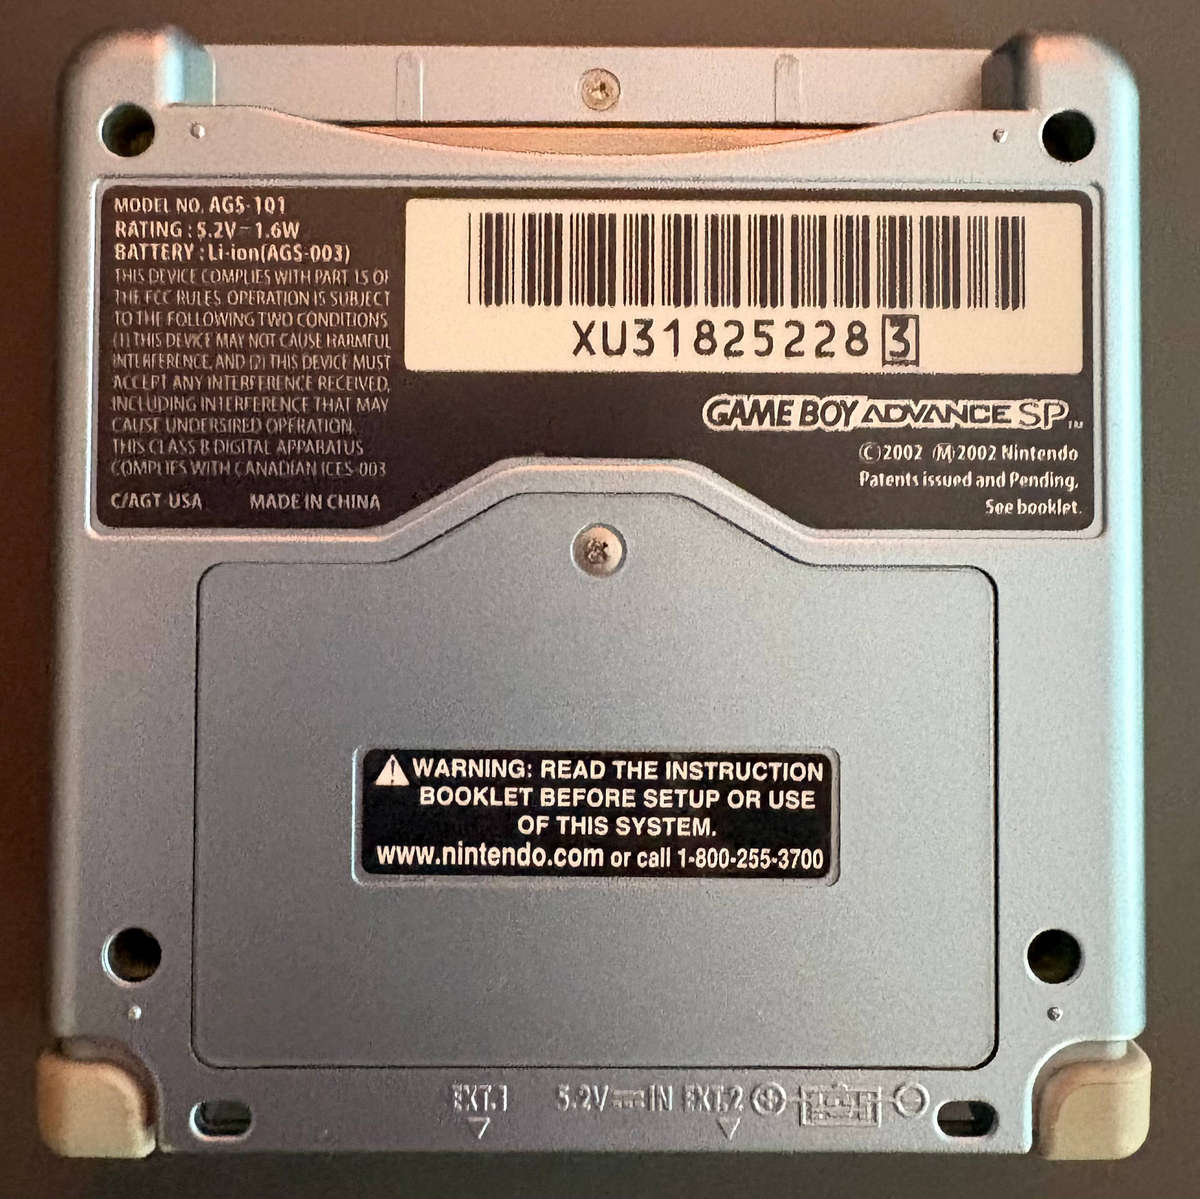 MODEL NO. AGS-101
RATING : 5.2V⎓1.6W
BATTERY : Li-ion(AGS-003)
THIS DEVICE COMPLIES WITH PART 15 OF
THE FCC RULES. OPERATION IS SUBJECT
TO THE FOLLOWING TWO CONDITIONS
(1) THIS DEVICE MAY NOT CAUSE HARMFUL
INTERFERENCE, AND (2) THIS DEVICE MUST
ACCEPT ANY INTERFERENCE RECEIVED,
INCLUDING INTERFERENCE THAT MAY
CAUSE UNDERSIRED OPERATION.
THIS CLASS B DIGITAL APPARATUS
COMPLIES WITH CANADIAN ICES-003
C/AGT-USA MADE IN CHINA
XU31825228 3
GAME BOY ADVANCE SP™
©2002 Ⓜ2002 Nintendo
Patents issued and Pending.
See booklet.
WARNING: READ THE INSTRUCTION
BOOKLET BEFORE SETUP OR USE
OF THIS SYSTEM.
www.nintendo.com or call 1-800-255-3700
EXT.1 5.2V⎓IN EXT.2